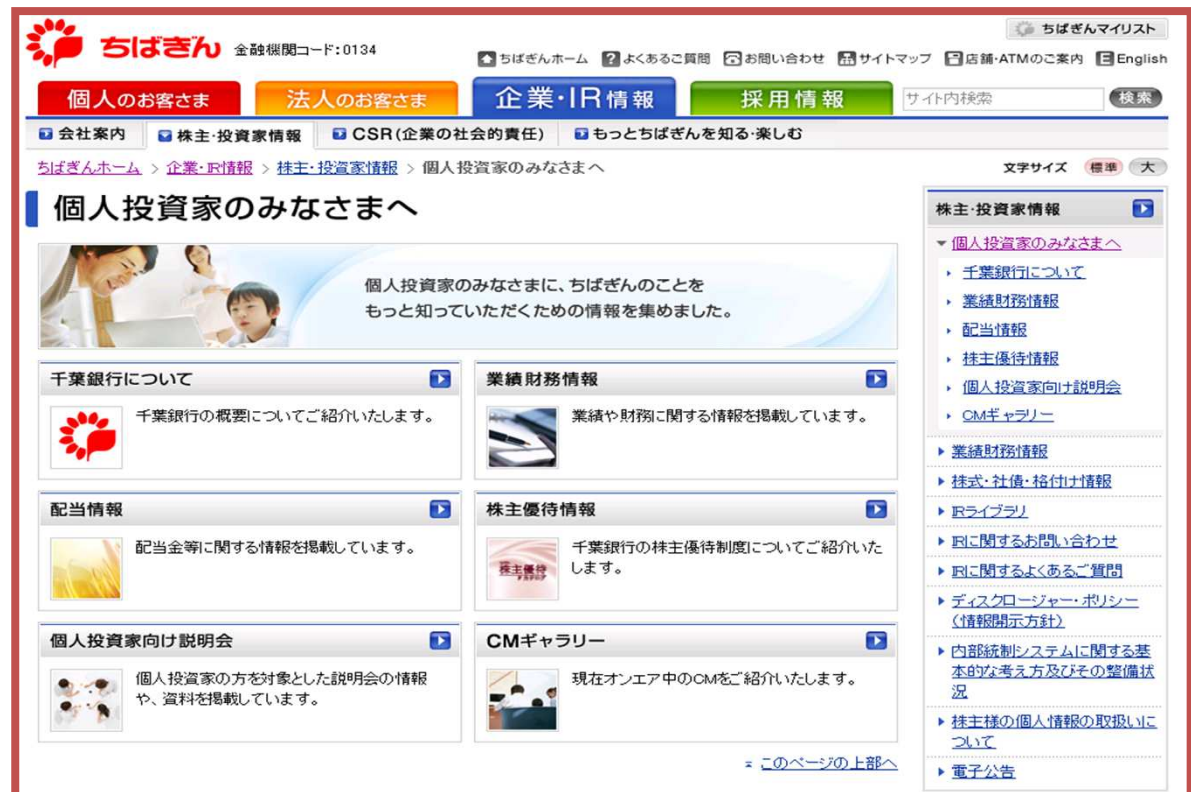 ちばぎんマイリスト
ちばぎん 金融機関コード:0134
ちばぎんホーム よくあるご質問 お問い合わせ サイトマップ 店舗・ATMのご案内 English
個人のお客さま 法人のお客さま 企業・IR情報 採用情報 サイト内検索 検索
会社案内 株主・投資家情報 CSR(企業の社会的責任) もっとちばぎんを知る・楽しむ
ちばぎんホーム > 企業・IR情報 > 株主・投資家情報 > 個人投資家のみなさまへ
文字サイズ 標準 大
個人投資家のみなさまへ
個人投資家のみなさまに、ちばぎんのことを
もっと知っていただくための情報を集めました。
千葉銀行について
千葉銀行の概要についてご紹介いたします。
業績財務情報
業績や財務に関する情報を掲載しています。
配当情報
配当金等に関する情報を掲載しています。
株主優待情報
株主優待
千葉銀行の株主優待制度についてご紹介いた
します。
個人投資家向け説明会
個人投資家の方を対象とした説明会の情報
や、資料を掲載しています。
CMギャラリー
現在オンエア中のCMをご紹介いたします。
このページの上部へ
株主・投資家情報
個人投資家のみなさまへ
千葉銀行について
業績財務情報
配当情報
株主優待情報
個人投資家向け説明会
CMギャラリー
業績財務情報
株式・社債・格付け情報
IRライブラリ
IRに関するお問い合わせ
IRに関するよくあるご質問
ディスクロージャー・ポリシー
(情報開示方針)
内部統制システムに関する基
本的な考え方及びその整備状
況
株主様の個人情報の取扱いに
ついて
電子公告